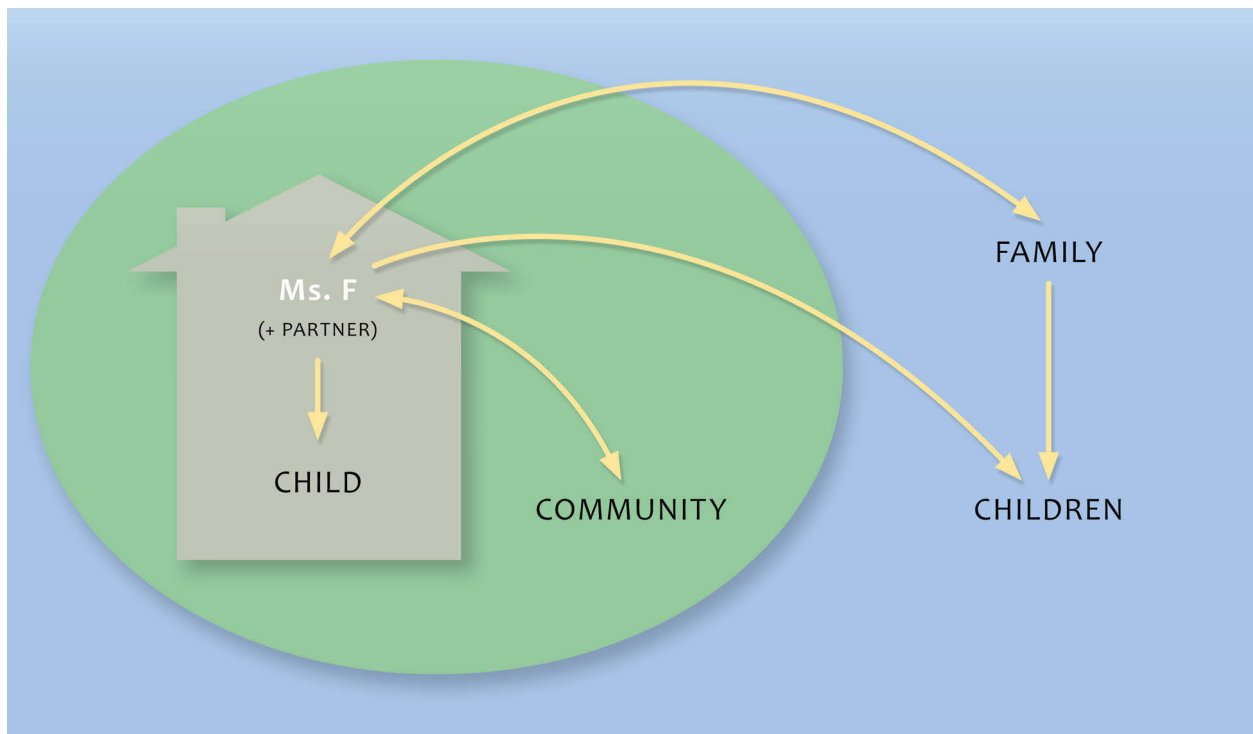 FAMILY
Ms. F
(+ PARTNER)
CHILD
COMMUNITY
CHILDREN